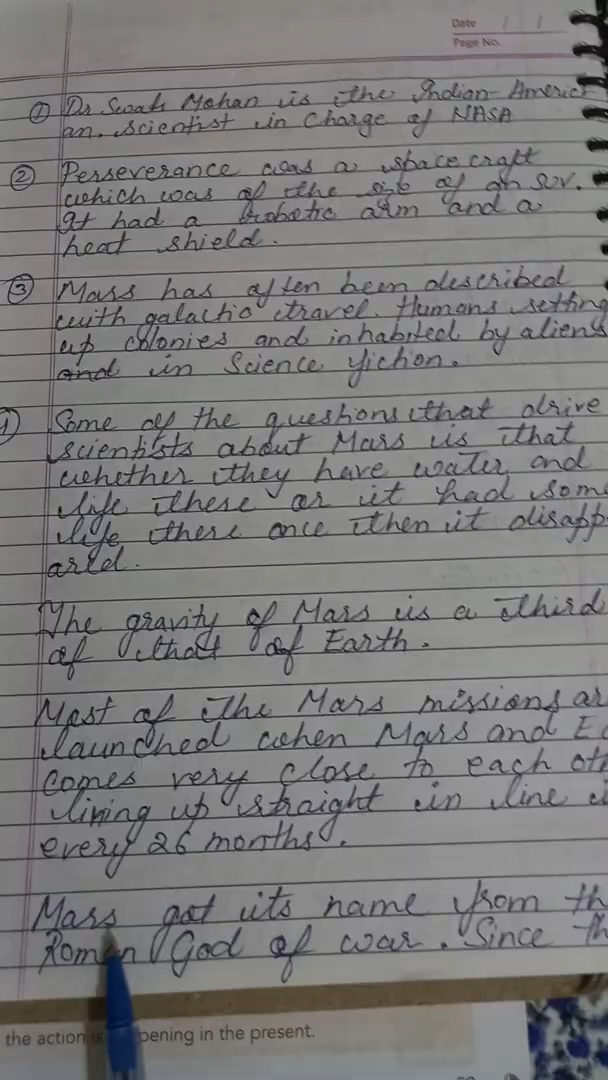 Date / /
Page No.
① Dr Swati Mohan is the Indian-Americ
an, scientist in charge of NASA
② Perseverance was a space craft
which was of the size of an SUV.
It had a Robotic arm and a
heat shield.
③ Mass has often been described
with galactic travel. Humans setting
up colonies and inhabited by aliens
and in Science fiction.
Some of the questions that drive
scientists about Mars is that
whether they have water and
life there or it had som
life there once then it disapp
ared.
The gravity of Mars is a third
of that of Earth.
Most of the Mars missions ar
launched when Mars and E
comes very close to each oth
lining up straight in line
every 26 months.
Mars got its name from th
Roman God of war. Since th
the action is pening in the present.